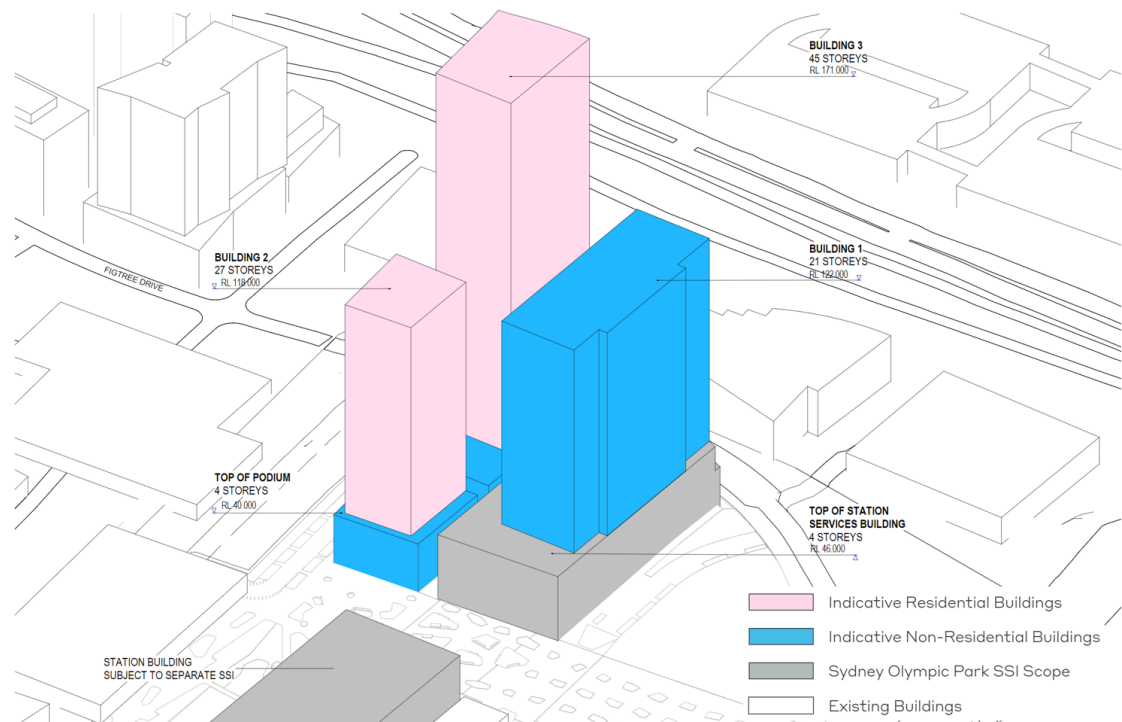 BUILDING 3
45 STOREYS
RL 171.000
BUILDING 1
21 STOREYS
RL 122.000
BUILDING 2
27 STOREYS
RL 118.000
FIGTREE DRIVE
TOP OF PODIUM
4 STOREYS
RL 40.000
TOP OF STATION
SERVICES BUILDING
4 STOREYS
RL 46.000
STATION BUILDING
SUBJECT TO SEPARATE SSI
Indicative Residential Buildings
Indicative Non-Residential Buildings
Sydney Olympic Park SSI Scope
Existing Buildings